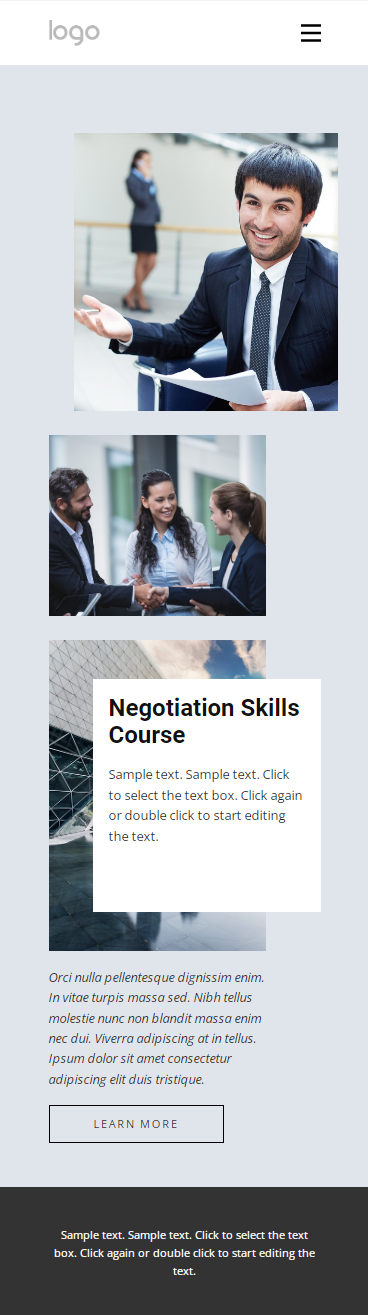 logo
Negotiation Skills
Course
Sample text. Sample text. Click
to select the text box. Click again
or double click to start editing
the text.
Orci nulla pellentesque dignissim enim.
In vitae turpis massa sed. Nibh tellus
molestie nunc non blandit massa enim
nec dui. Viverra adipiscing at in tellus.
Ipsum dolor sit amet consectetur
adipiscing elit duis tristique.
LEARN MORE
Sample text. Sample text. Click to select the text
box. Click again or double click to start editing the
text.